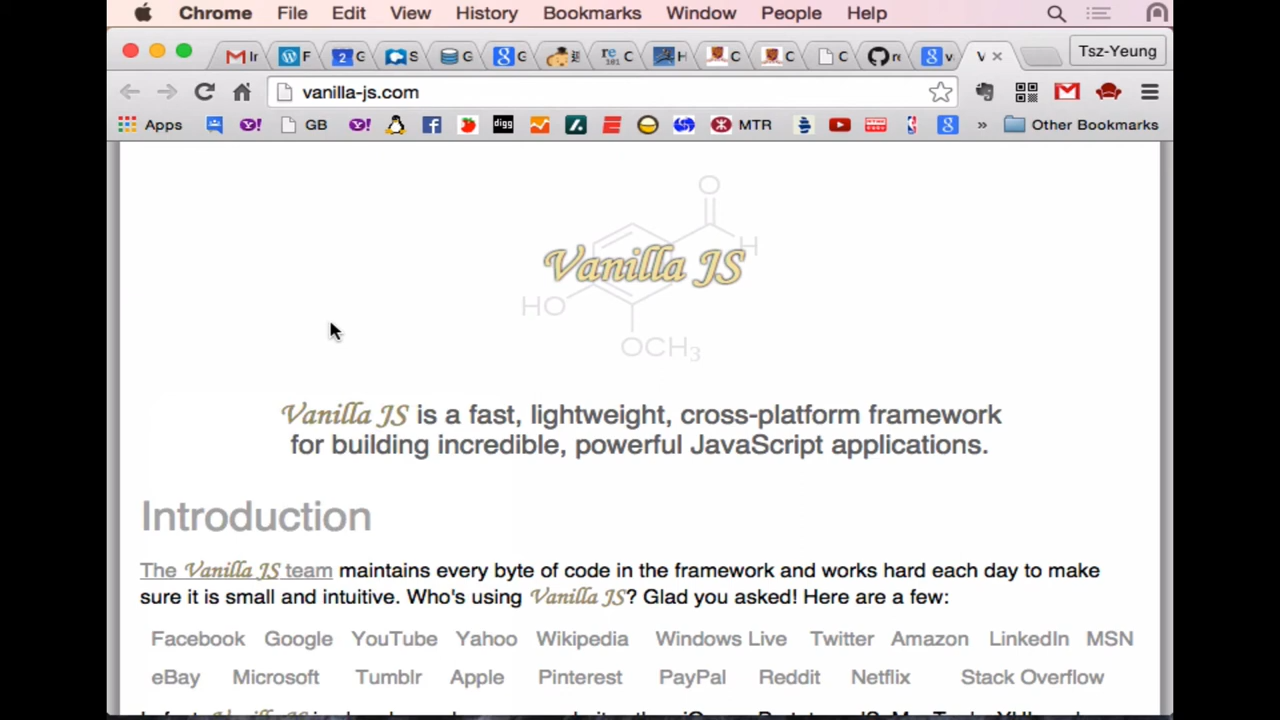 Chrome File Edit View History Bookmarks Window People Help
Tsz-Yeung
vanilla-js.com
Apps GB MTR Other Bookmarks
O
H
Vanilla JS
HO
OCH3
Vanilla JS is a fast, lightweight, cross-platform framework
for building incredible, powerful JavaScript applications.
Introduction
The Vanilla JS team maintains every byte of code in the framework and works hard each day to make
sure it is small and intuitive. Who's using Vanilla JS? Glad you asked! Here are a few:
Facebook Google YouTube Yahoo Wikipedia Windows Live Twitter Amazon LinkedIn MSN
eBay Microsoft Tumblr Apple Pinterest PayPal Reddit Netflix Stack Overflow